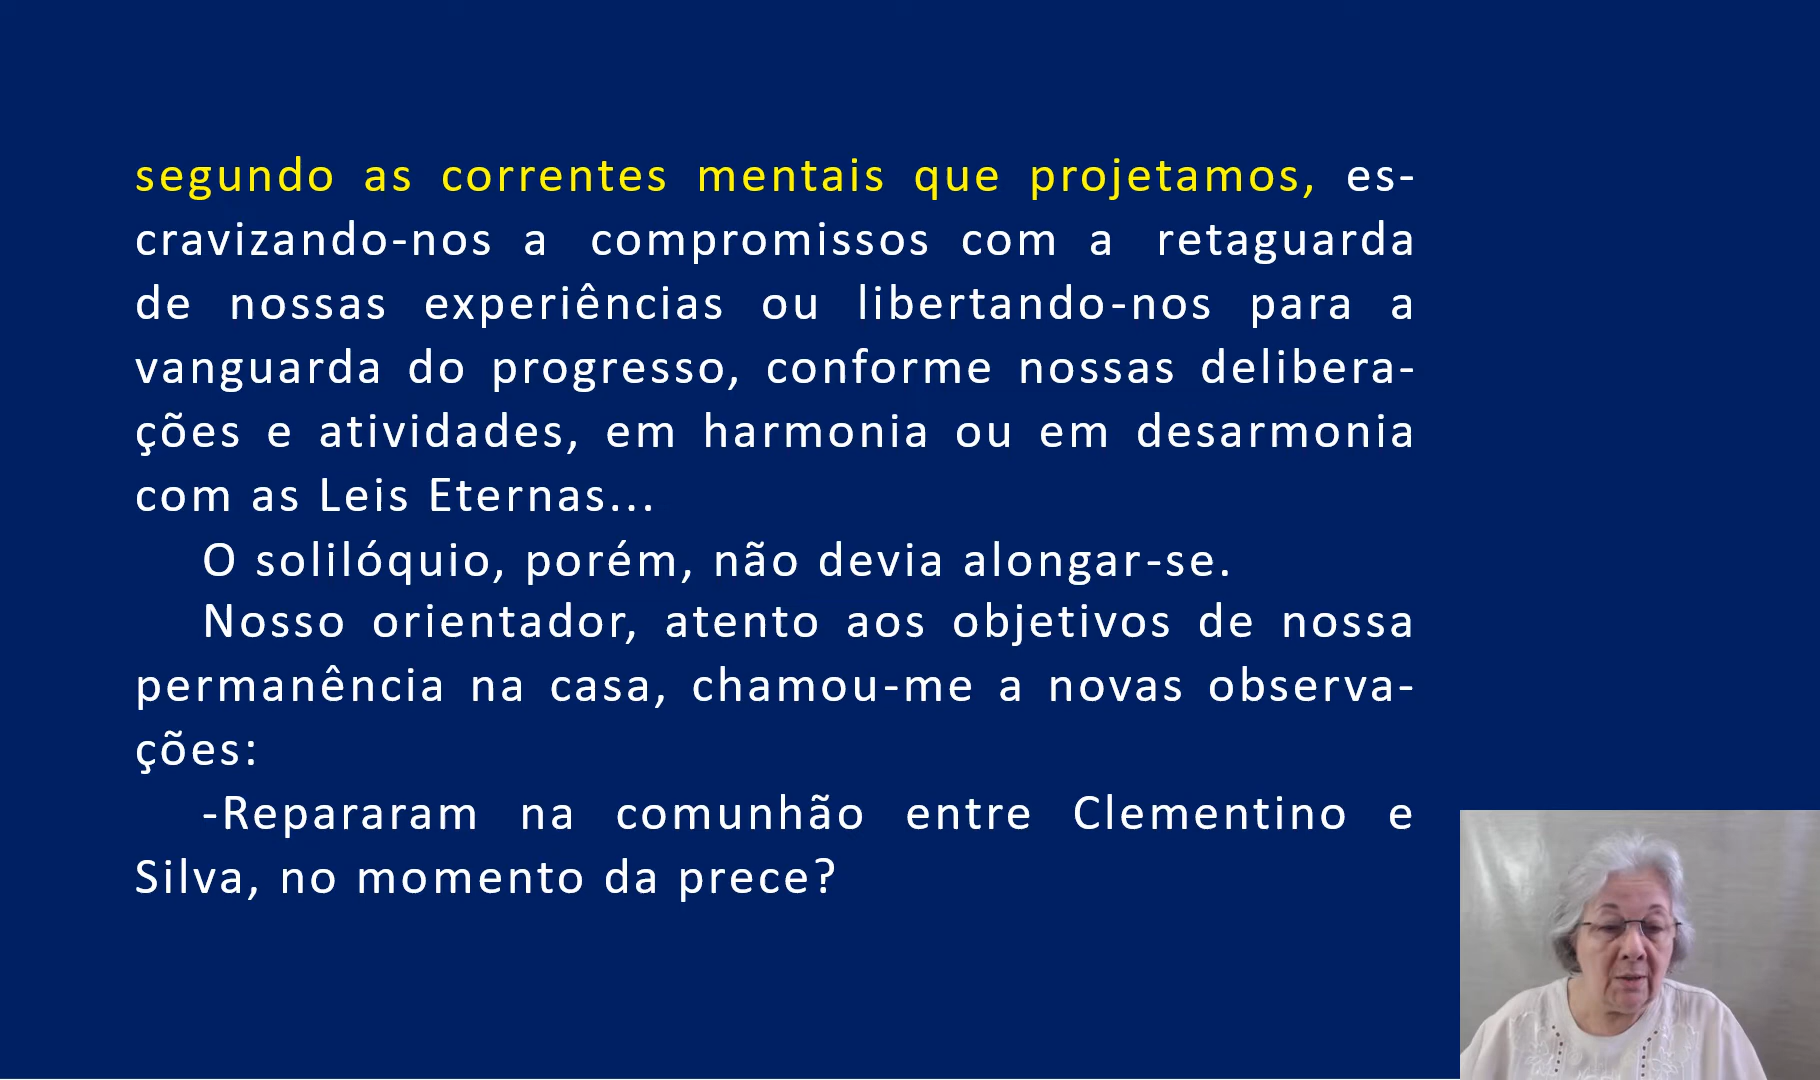 segundo as correntes mentais que projetamos, es-
cravizando-nos a compromissos com a retaguarda
de nossas experiências ou libertando-nos para a
vanguarda do progresso, conforme nossas delibera-
ções e atividades, em harmonia ou em desarmonia
com as Leis Eternas...
O solilóquio, porém, não devia alongar-se.
Nosso orientador, atento aos objetivos de nossa
permanência na casa, chamou-me a novas observa-
ções:
-Repararam na comunhão entre Clementino e
Silva, no momento da prece?